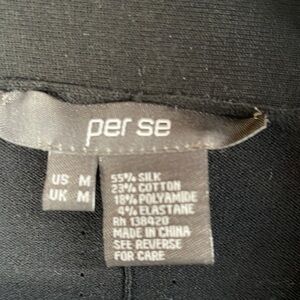 per se
US M
UK M
55% SILK
23% COTTON
18% POLYAMIDE
4% ELASTANE
RN 138420
MADE IN CHINA
SEE REVERSE
FOR CARE